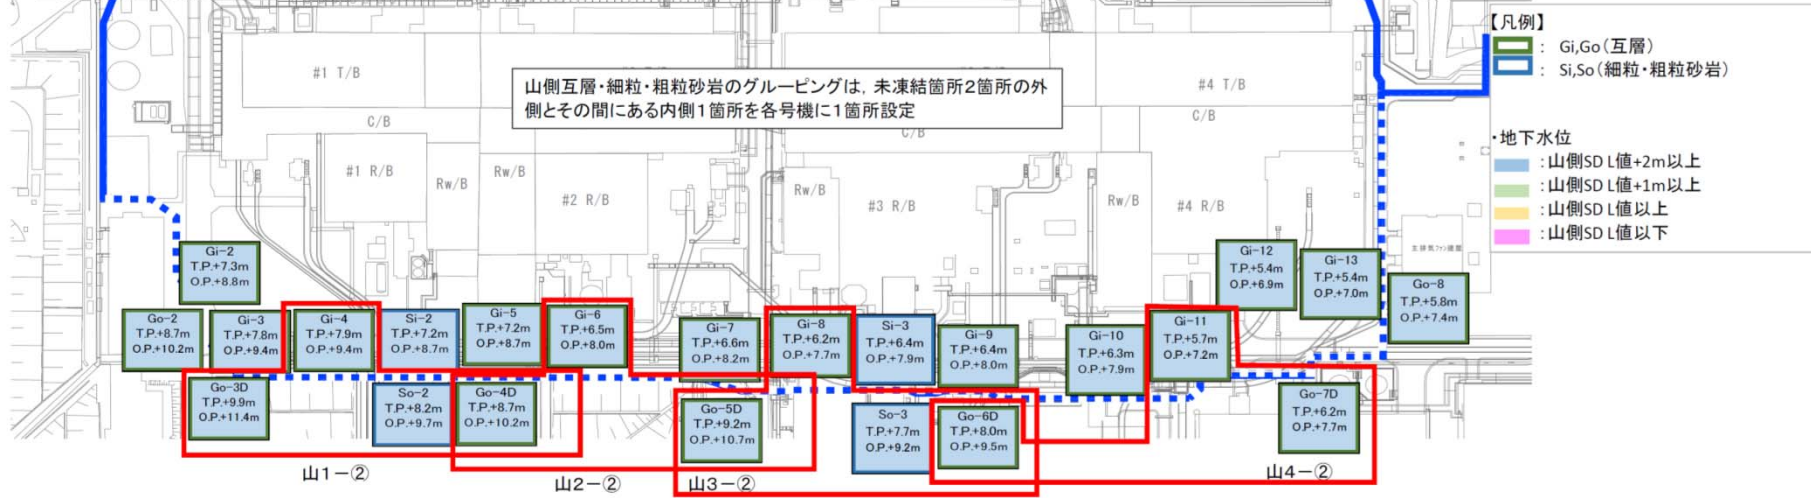 【凡例】
： Gi,Go（互層）
： Si,So（細粒・粗粒砂岩）
・地下水位
：山側SD L値+2m以上
：山側SD L値+1m以上
：山側SD L値以上
：山側SD L値以下
山側互層・細粒・粗粒砂岩のグルーピングは，未凍結箇所2箇所の外
側とその間にある内側1箇所を各号機に1箇所設定
#1 T/B
#4 T/B
C/B
C/B
C/B
#1 R/B
Rw/B
Rw/B
#2 R/B
Rw/B
#3 R/B
Rw/B
#4 R/B
主排気ファン建屋
Gi-2
T.P.+7.3m
O.P.+8.8m
Gi-12
T.P.+5.4m
O.P.+6.9m
Gi-13
T.P.+5.4m
O.P.+7.0m
Go-8
T.P.+5.8m
O.P.+7.4m
Go-2
T.P.+8.7m
O.P.+10.2m
Gi-3
T.P.+7.8m
O.P.+9.4m
Gi-4
T.P.+7.9m
O.P.+9.4m
Si-2
T.P.+7.2m
O.P.+8.7m
Gi-5
T.P.+7.2m
O.P.+8.7m
Gi-6
T.P.+6.5m
O.P.+8.0m
Gi-7
T.P.+6.6m
O.P.+8.2m
Gi-8
T.P.+6.2m
O.P.+7.7m
Si-3
T.P.+6.4m
O.P.+7.9m
Gi-9
T.P.+6.4m
O.P.+8.0m
Gi-10
T.P.+6.3m
O.P.+7.9m
Gi-11
T.P.+5.7m
O.P.+7.2m
Go-3D
T.P.+9.9m
O.P.+11.4m
So-2
T.P.+8.2m
O.P.+9.7m
Go-4D
T.P.+8.7m
O.P.+10.2m
Go-5D
T.P.+9.2m
O.P.+10.7m
So-3
T.P.+7.7m
O.P.+9.2m
Go-6D
T.P.+8.0m
O.P.+9.5m
Go-7D
T.P.+6.2m
O.P.+7.7m
山1－②
山2－②
山3－②
山4－②